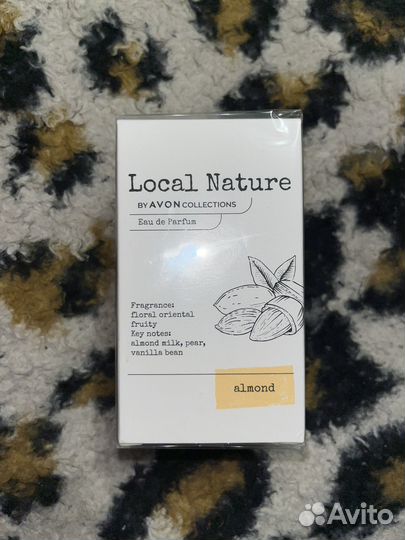 Local Nature
BY AVON COLLECTIONS
Eau de Parfum
Fragrance:
floral oriental
fruity
Key notes:
almond milk, pear,
vanilla bean
almond
Avito